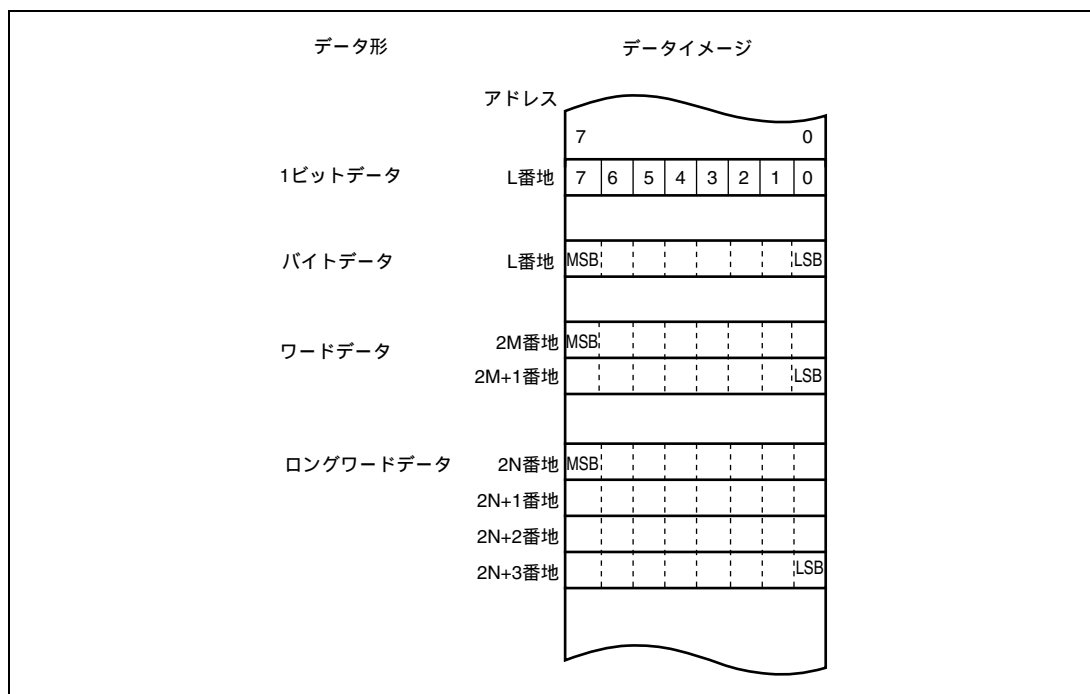 データ形 データイメージ
アドレス
7 0
1ビットデータ L番地 7 6 5 4 3 2 1 0
バイトデータ L番地 MSB LSB
ワードデータ 2M番地 MSB
2M+1番地 LSB
ロングワードデータ 2N番地 MSB
2N+1番地
2N+2番地
2N+3番地 LSB